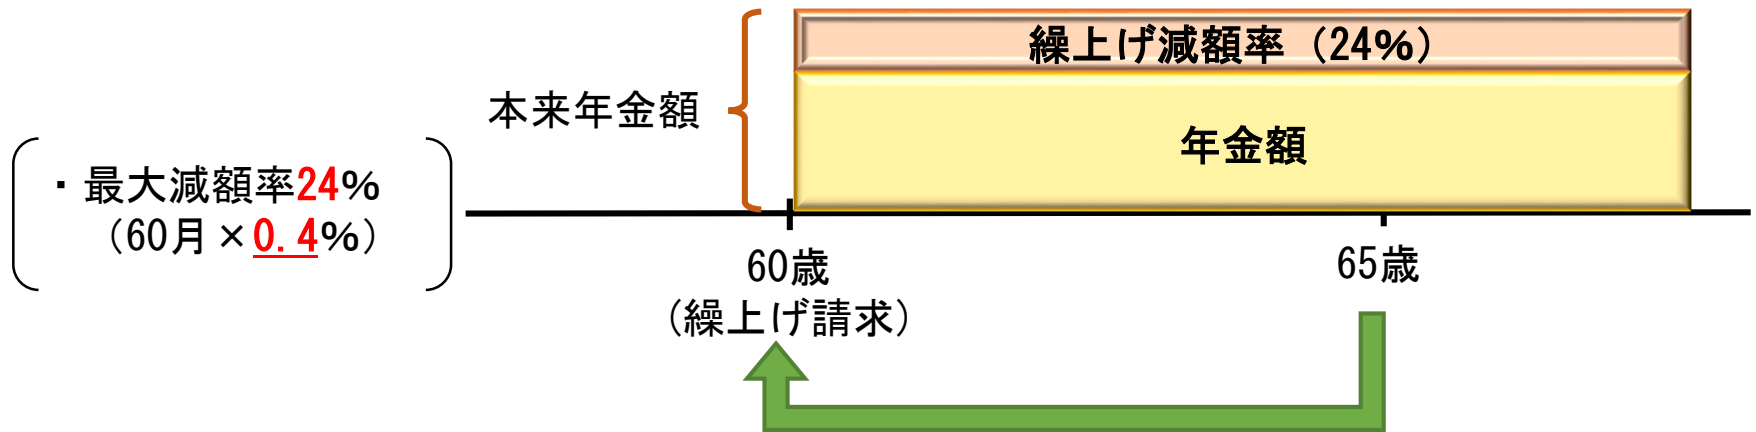 繰上げ減額率（24%）
本来年金額
年金額
・最大減額率24%
（60月×0.4%）
60歳
（繰上げ請求）
65歳